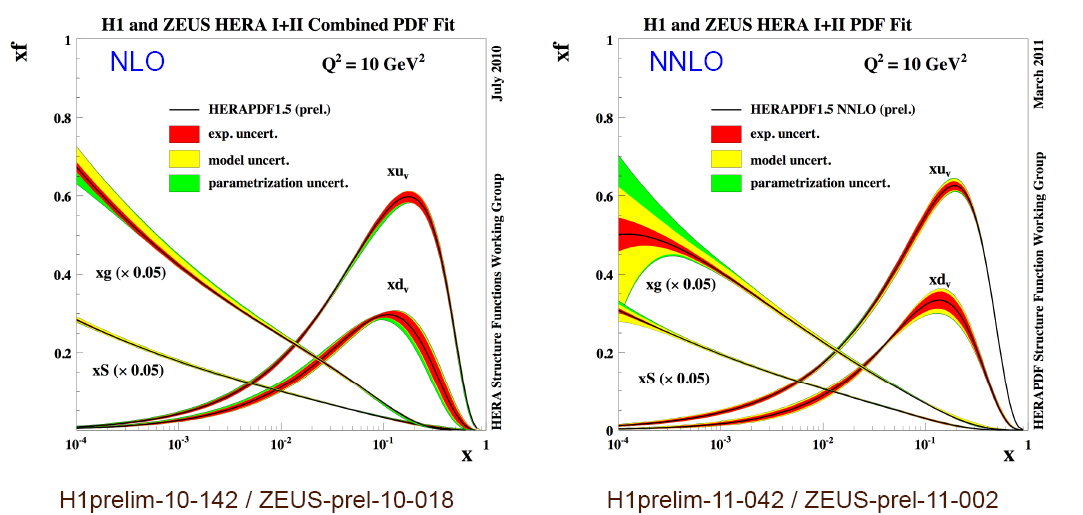 H1 and ZEUS HERA I+II Combined PDF Fit
xf
1
0.8
0.6
0.4
0.2
NLO
Q² = 10 GeV²
HERAPDF1.5 (prel.)
exp. uncert.
model uncert.
parametrization uncert.
xuᵥ
xdᵥ
xg (× 0.05)
xS (× 0.05)
10⁻⁴
10⁻³
10⁻²
10⁻¹
1
x
HERA Structure Functions Working Group
July 2010
H1prelim-10-142 / ZEUS-prel-10-018
H1 and ZEUS HERA I+II PDF Fit
xf
1
0.8
0.6
0.4
0.2
0
NNLO
Q² = 10 GeV²
HERAPDF1.5 NNLO (prel.)
exp. uncert.
model uncert.
parametrization uncert.
xuᵥ
xdᵥ
xg (× 0.05)
xS (× 0.05)
10⁻⁴
10⁻³
10⁻²
10⁻¹
1
x
HERAPDF Structure Function Working Group
March 2011
H1prelim-11-042 / ZEUS-prel-11-002